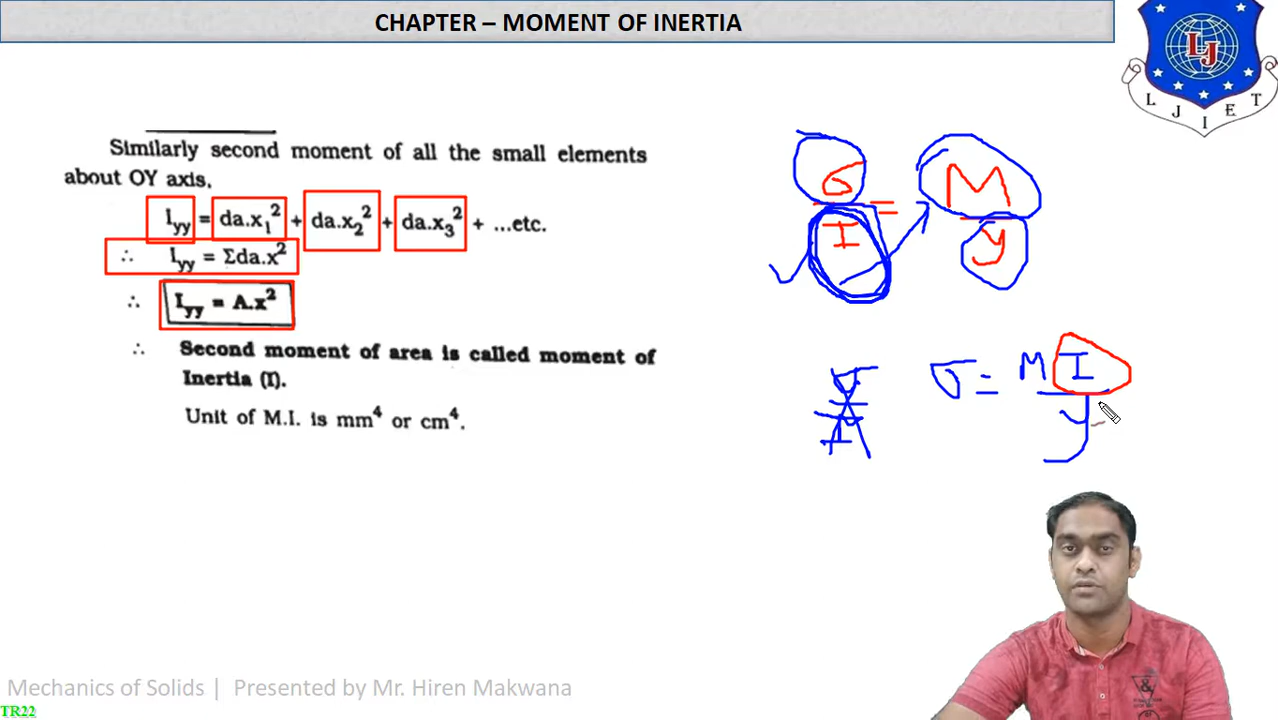 CHAPTER – MOMENT OF INERTIA
LJ
L J I E T
Similarly second moment of all the small elements
about OY axis.
Iyy = da.x₁² + da.x₂² + da.x₃² + ...etc.
∴ Iyy = Σda.x²
∴ Iyy = A.x²
∴ Second moment of area is called moment of
Inertia (I).
Unit of M.I. is mm⁴ or cm⁴.
σ/I = M/y
σ = M I / y
Mechanics of Solids | Presented by Mr. Hiren Makwana
TR22